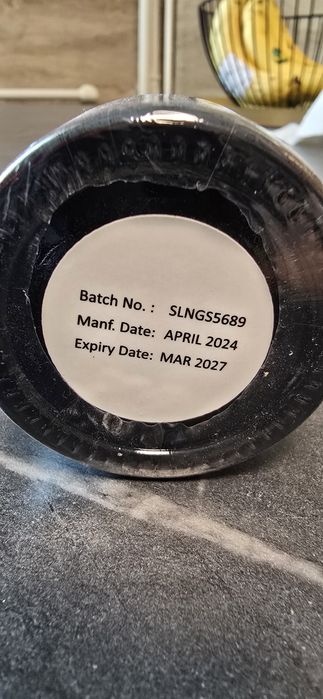 Batch No. : SLNGS5689
Manf. Date: APRIL 2024
Expiry Date: MAR 2027